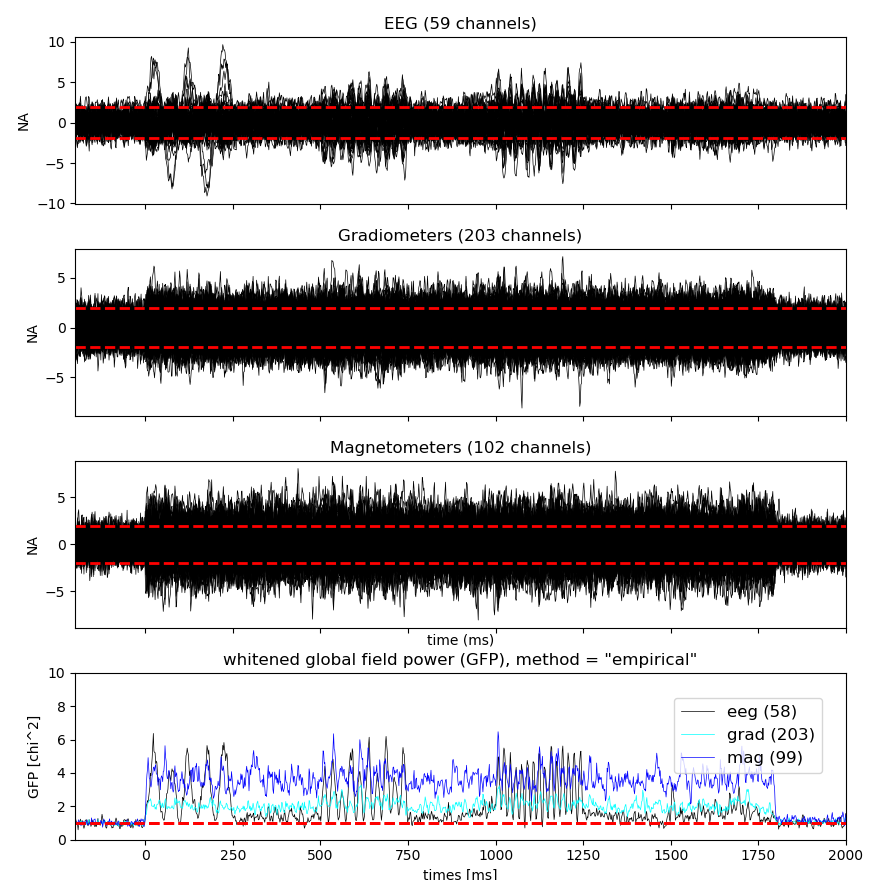 EEG (59 channels)
10
5
0
−5
−10
NA
Gradiometers (203 channels)
5
0
−5
NA
Magnetometers (102 channels)
5
0
−5
NA
time (ms)
whitened global field power (GFP), method = "empirical"
10
8
6
4
2
0
GFP [chi^2]
eeg (58)
grad (203)
mag (99)
0 250 500 750 1000 1250 1500 1750 2000
times [ms]